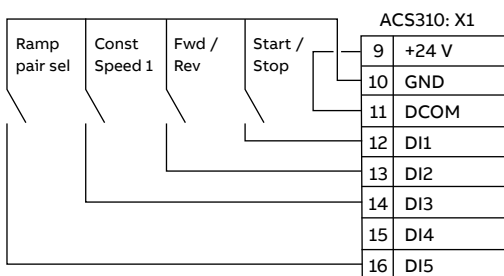 ACS310: X1
Ramp pair sel
Const Speed 1
Fwd / Rev
Start / Stop
9 +24 V
10 GND
11 DCOM
12 DI1
13 DI2
14 DI3
15 DI4
16 DI5